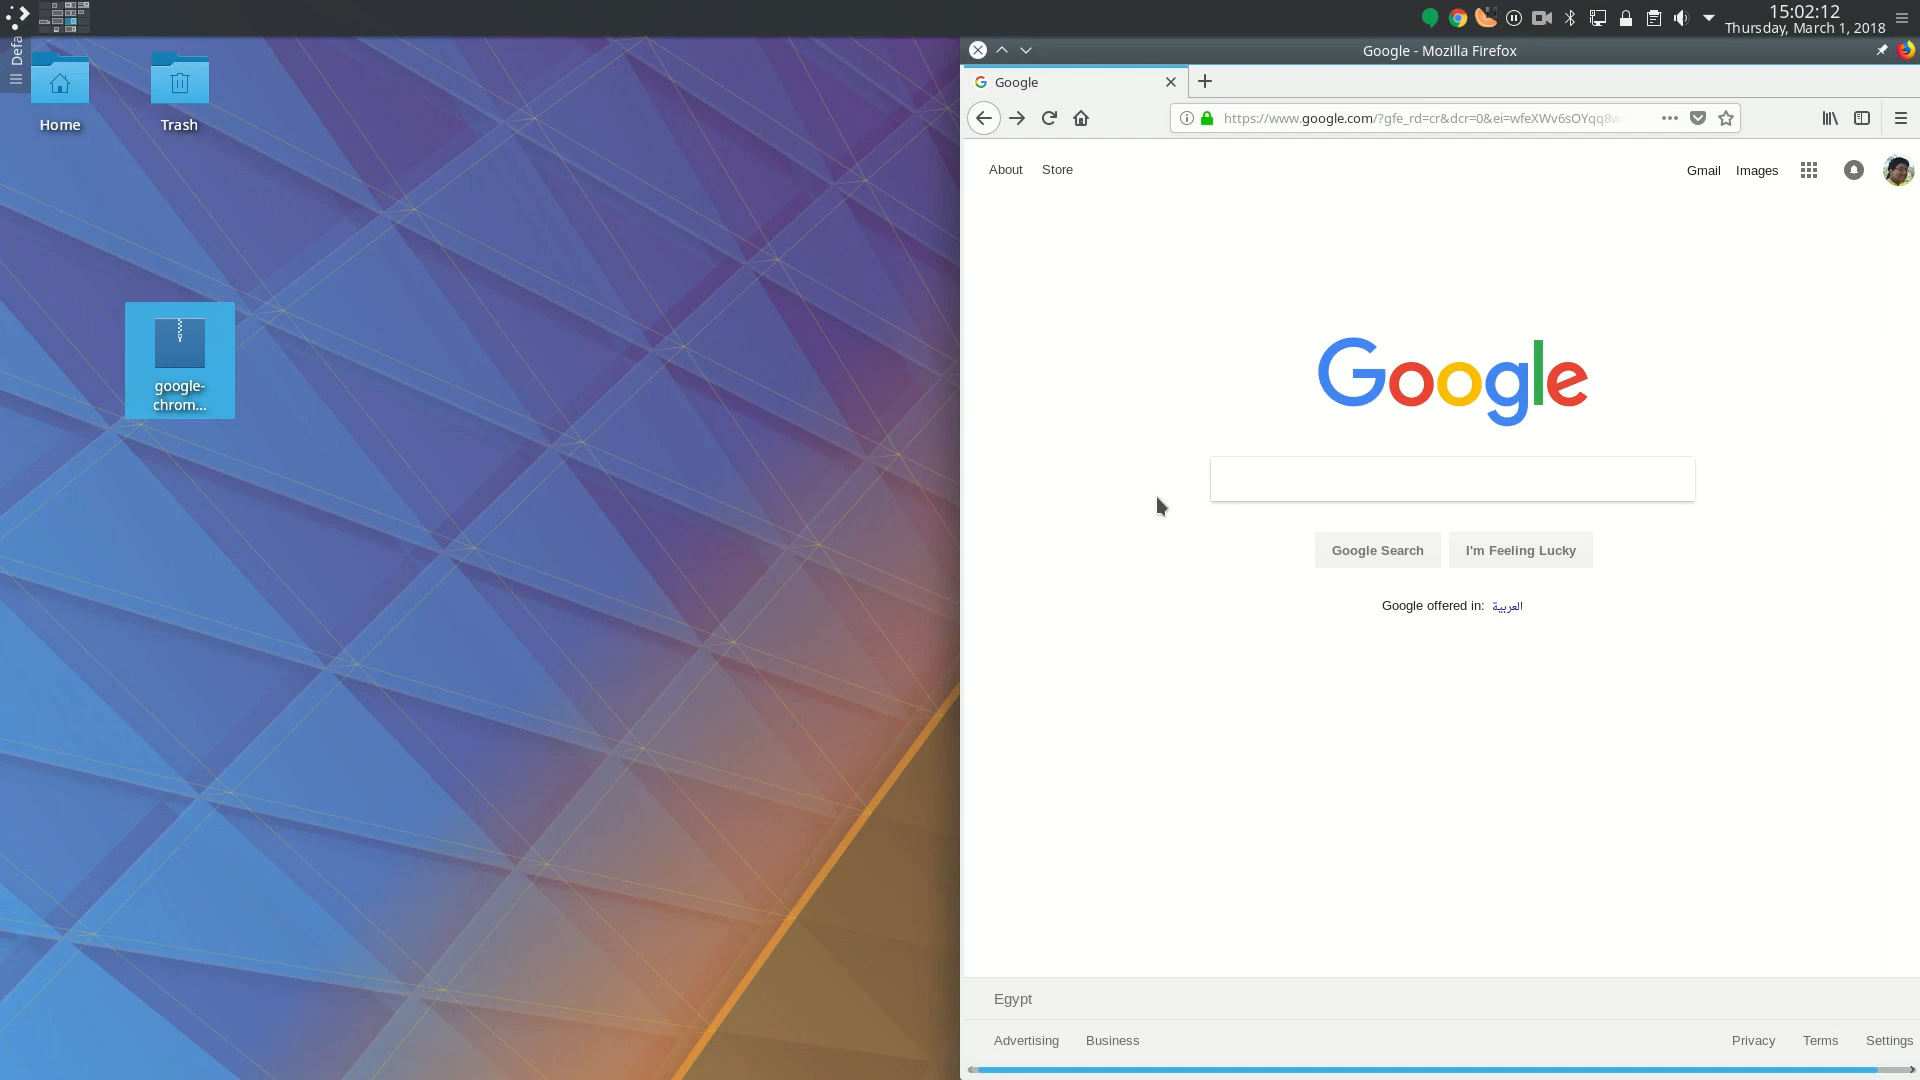 15:02:12
Thursday, March 1, 2018
Defa
Home
Trash
google-
chrom...
Google - Mozilla Firefox
Google
https://www.google.com/?gfe_rd=cr&dcr=0&ei=wfeXWv6sOYqq8w
About Store
Gmail Images
Google
Google Search I'm Feeling Lucky
Google offered in: العربية
Egypt
Advertising Business
Privacy Terms Settings